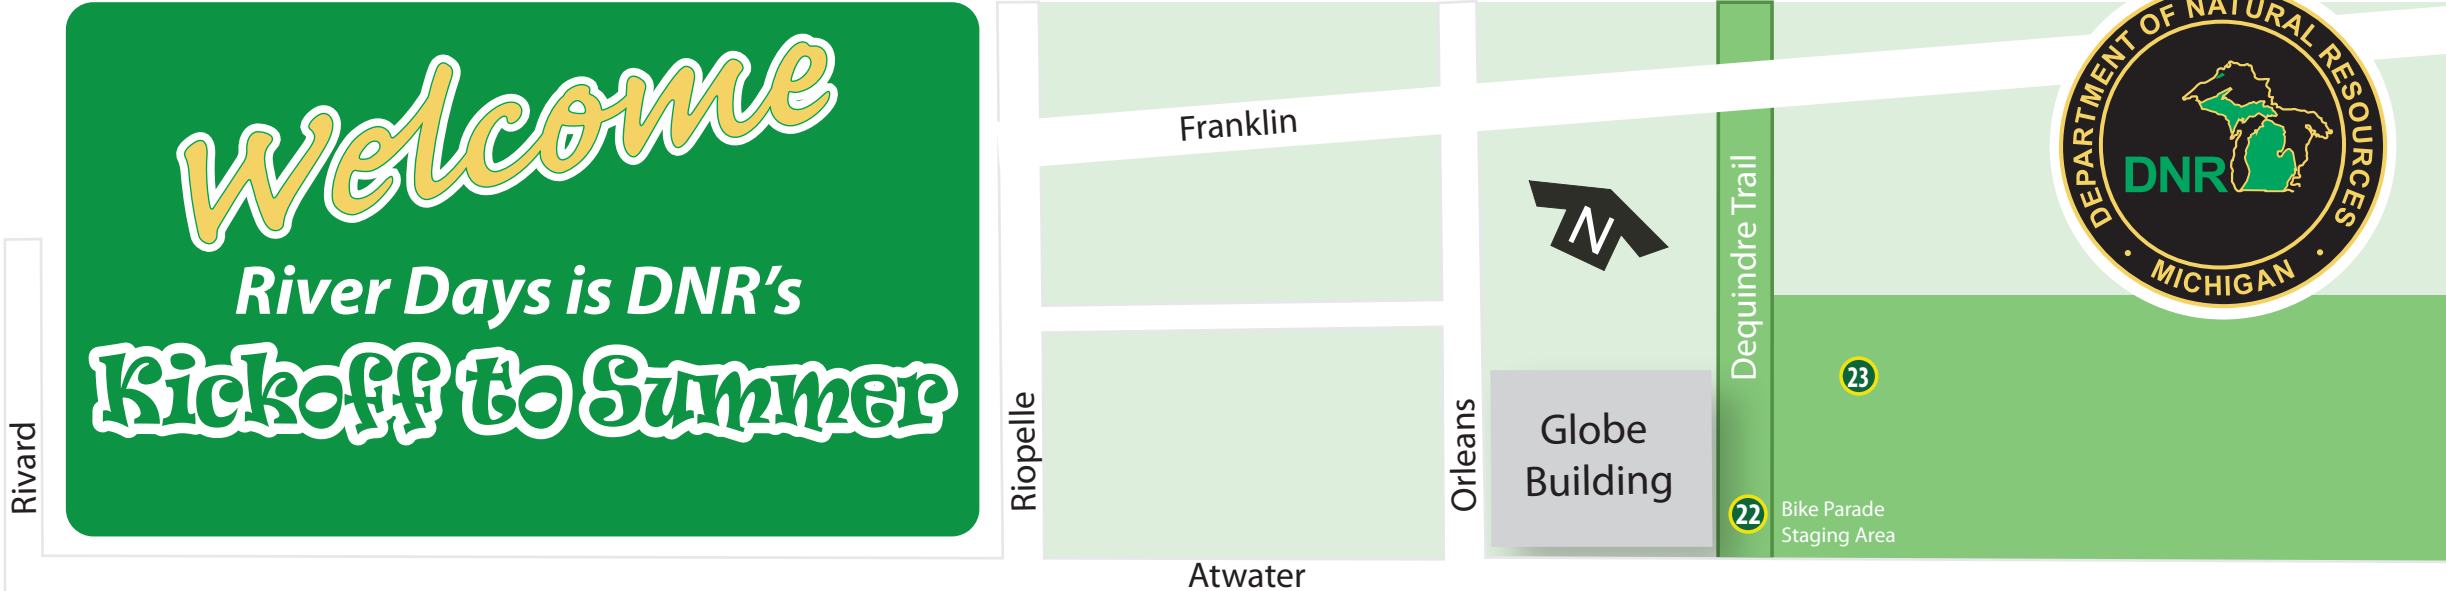 Welcome
River Days is DNR's
Kickoff to Summer
Rivard
Riopelle
Franklin
Orleans
Atwater
N
Globe
Building
Dequindre Trail
22
Bike Parade
Staging Area
23
DEPARTMENT OF NATURAL RESOURCES
DNR
• MICHIGAN •